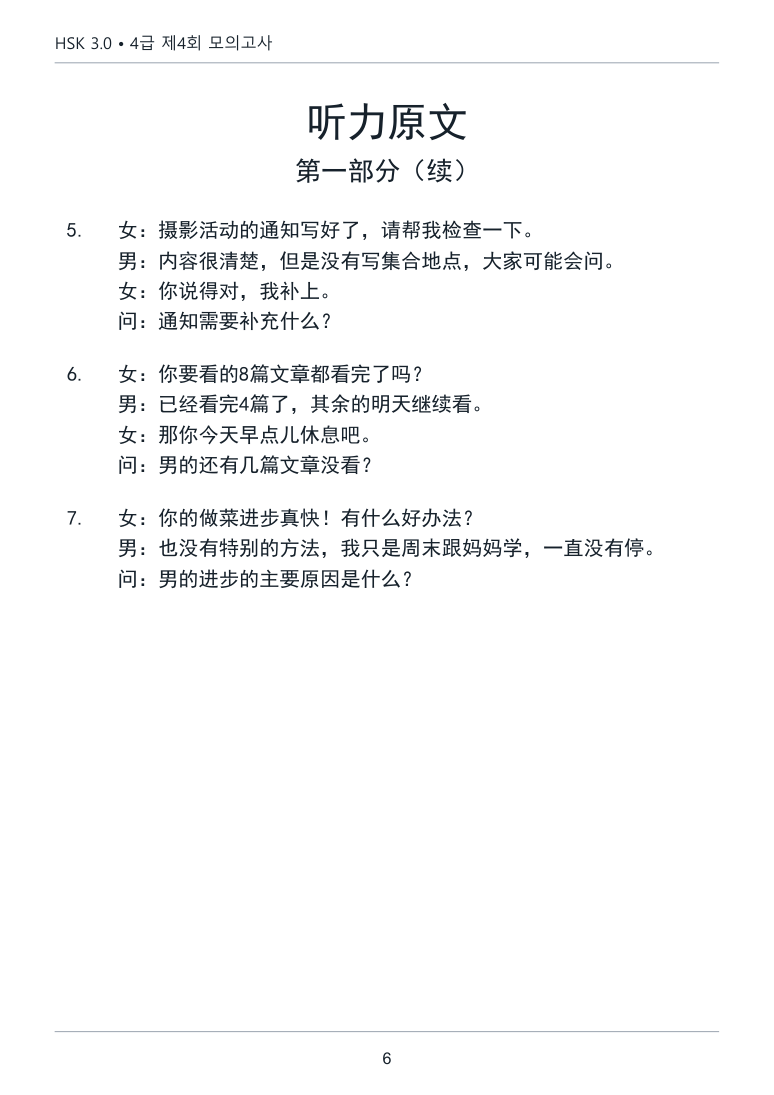 HSK 3.0 • 4급 제4회 모의고사
听力原文
第一部分（续）
5. 女：摄影活动的通知写好了，请帮我检查一下。
男：内容很清楚，但是没有写集合地点，大家可能会问。
女：你说得对，我补上。
问：通知需要补充什么？
6. 女：你要看的8篇文章都看完了吗？
男：已经看完4篇了，其余的明天继续看。
女：那你今天早点儿休息吧。
问：男的还有几篇文章没看？
7. 女：你的做菜进步真快！有什么好办法？
男：也没有特别的方法，我只是周末跟妈妈学，一直没有停。
问：男的进步的主要原因是什么？
6